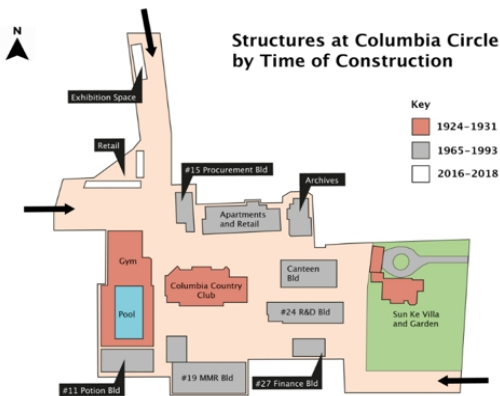 N
Structures at Columbia Circle
by Time of Construction
Exhibition Space
Key
1924-1931
1965-1993
2016-2018
Retail
#15 Procurement Bld
Archives
Apartments
and Retail
Gym
Pool
Columbia Country
Club
Canteen
Bld
#24 R&D Bld
Sun Ke Villa
and Garden
#11 Potion Bld
#19 MMR Bld
#27 Finance Bld